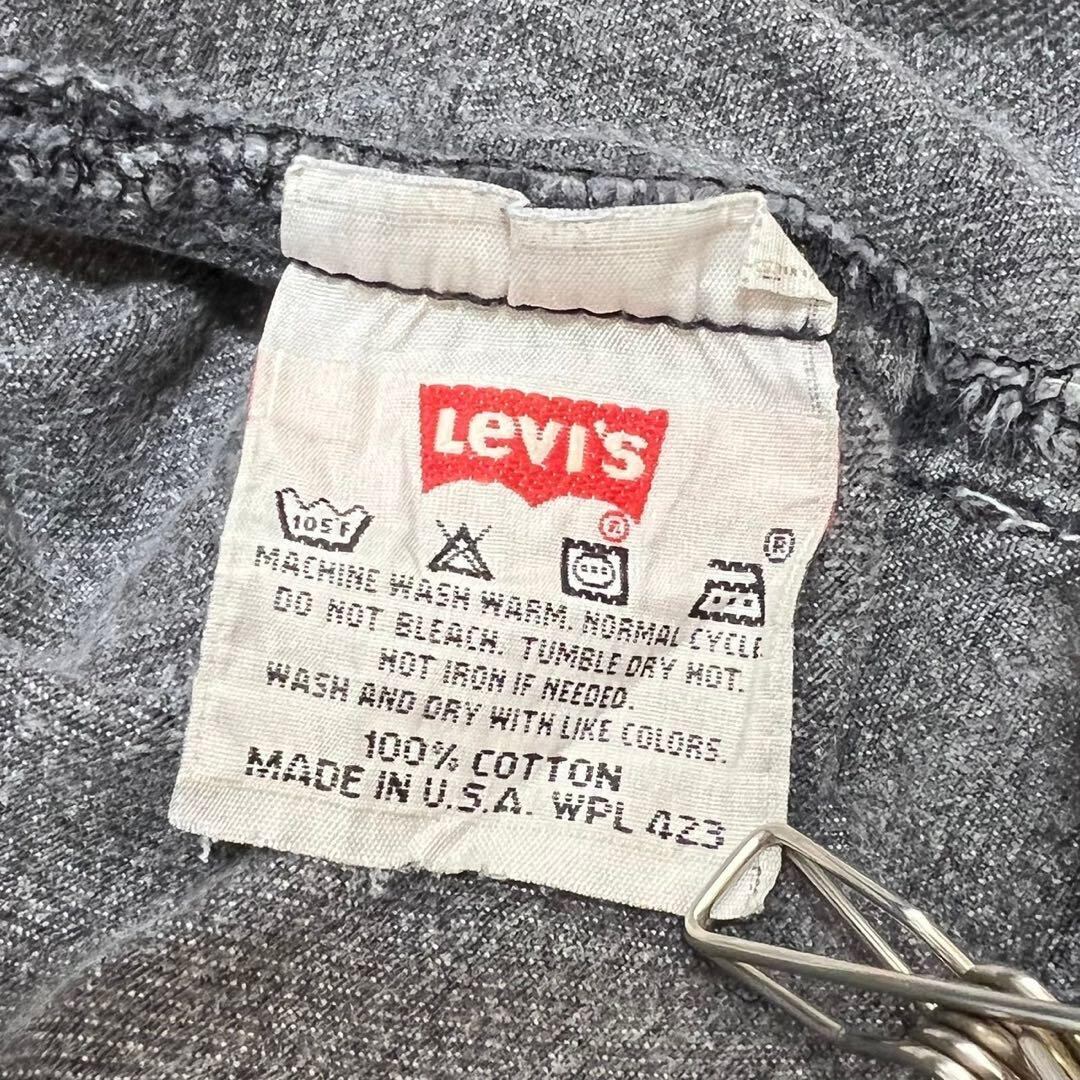 LEVI'S
®
105 F
®
MACHINE WASH WARM. NORMAL CYCLE
DO NOT BLEACH. TUMBLE DRY HOT.
HOT IRON IF NEEDED.
WASH AND DRY WITH LIKE COLORS.
100% COTTON
MADE IN U.S.A. WPL 423